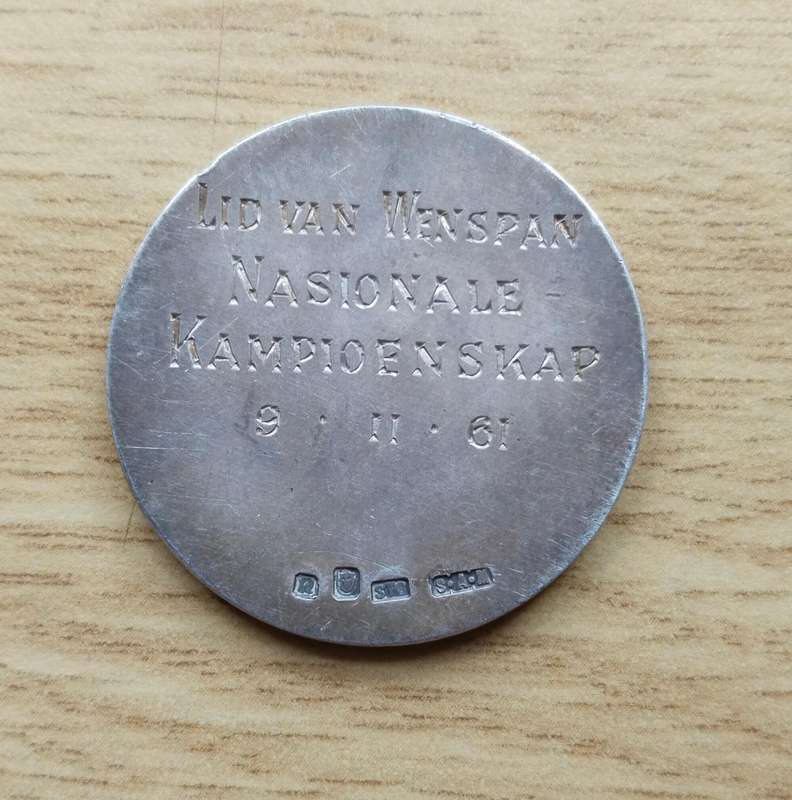 LID VAN WENSPAN
NASIONALE -
KAMPIOENSKAP
9 · 11 · 61
S·A·M